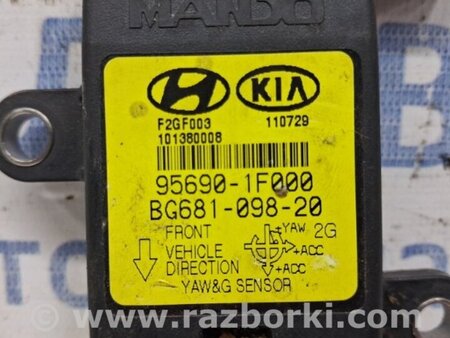 MANDO
KIA
F2GF003 110729
101380008
95690-1F000
BG681-098-20
FRONT +YAW 2G
VEHICLE +ACC
DIRECTION +ACC
YAW&G SENSOR
www.razborki.com